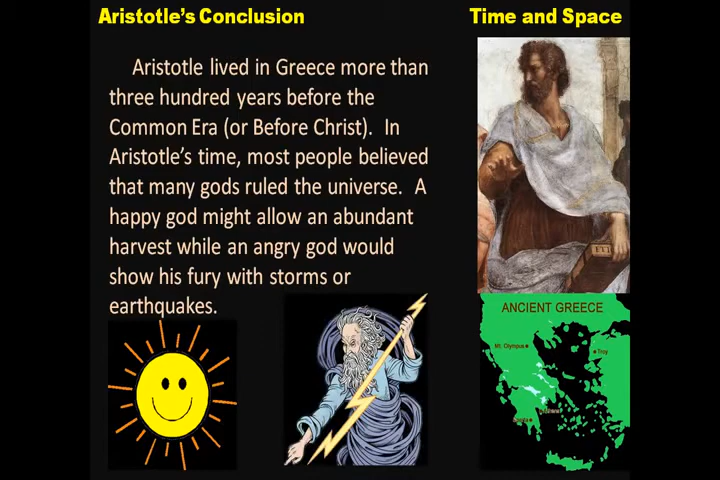 Aristotle's Conclusion
Time and Space
Aristotle lived in Greece more than
three hundred years before the
Common Era (or Before Christ). In
Aristotle's time, most people believed
that many gods ruled the universe. A
happy god might allow an abundant
harvest while an angry god would
show his fury with storms or
earthquakes.
ANCIENT GREECE
Mt. Olympus
Troy